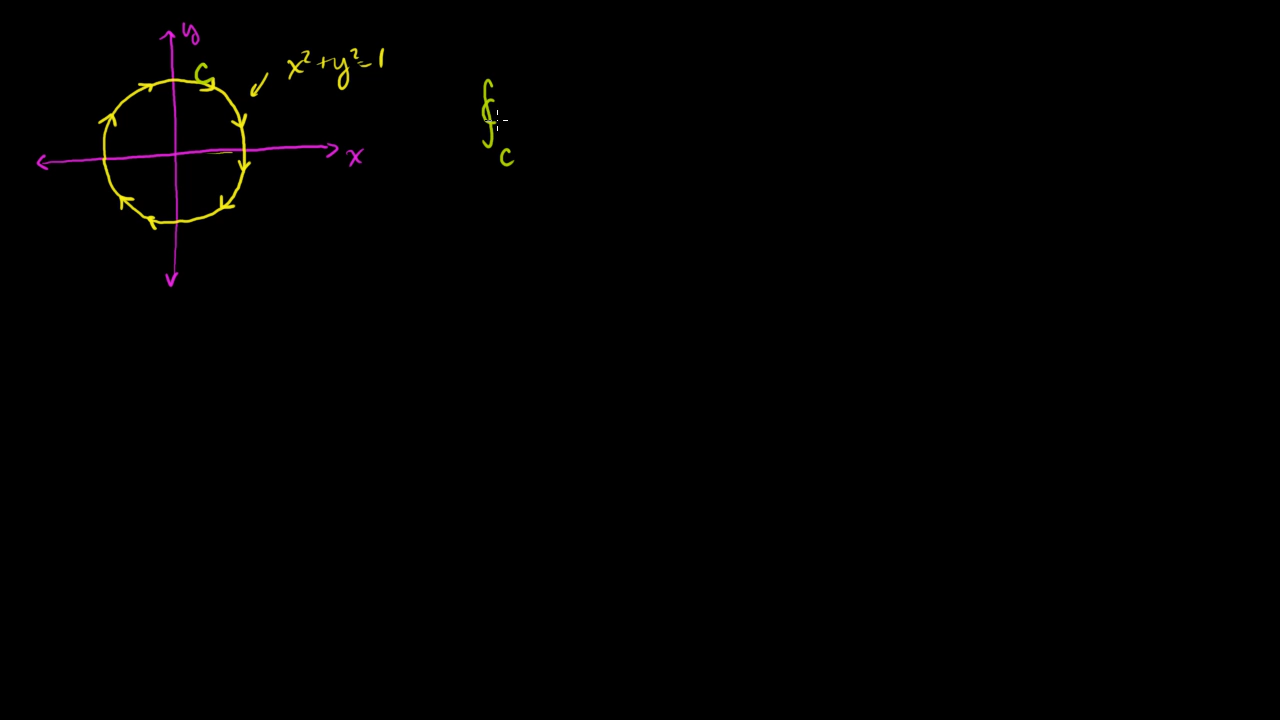 y
C
x² + y² = 1
x
∮
C